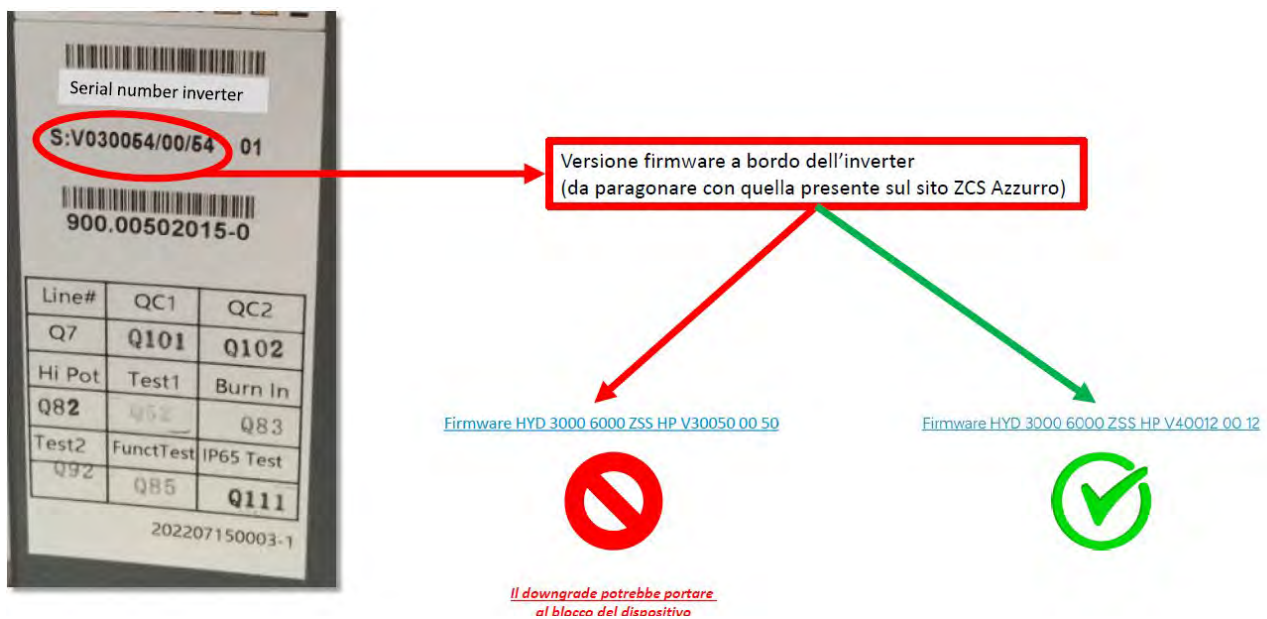 Serial number inverter
S:V030054/00/54 01
900.00502015-0
Line# QC1 QC2
Q7 Q101 Q102
Hi Pot Test1 Burn In
Q82 Q52 Q83
Test2 FunctTest IP65 Test
Q92 Q85 Q111
202207150003-1
Versione firmware a bordo dell'inverter
(da paragonare con quella presente sul sito ZCS Azzurro)
Firmware HYD 3000 6000 ZSS HP V30050 00 50
Firmware HYD 3000 6000 ZSS HP V40012 00 12
Il downgrade potrebbe portare
al blocco del dispositivo